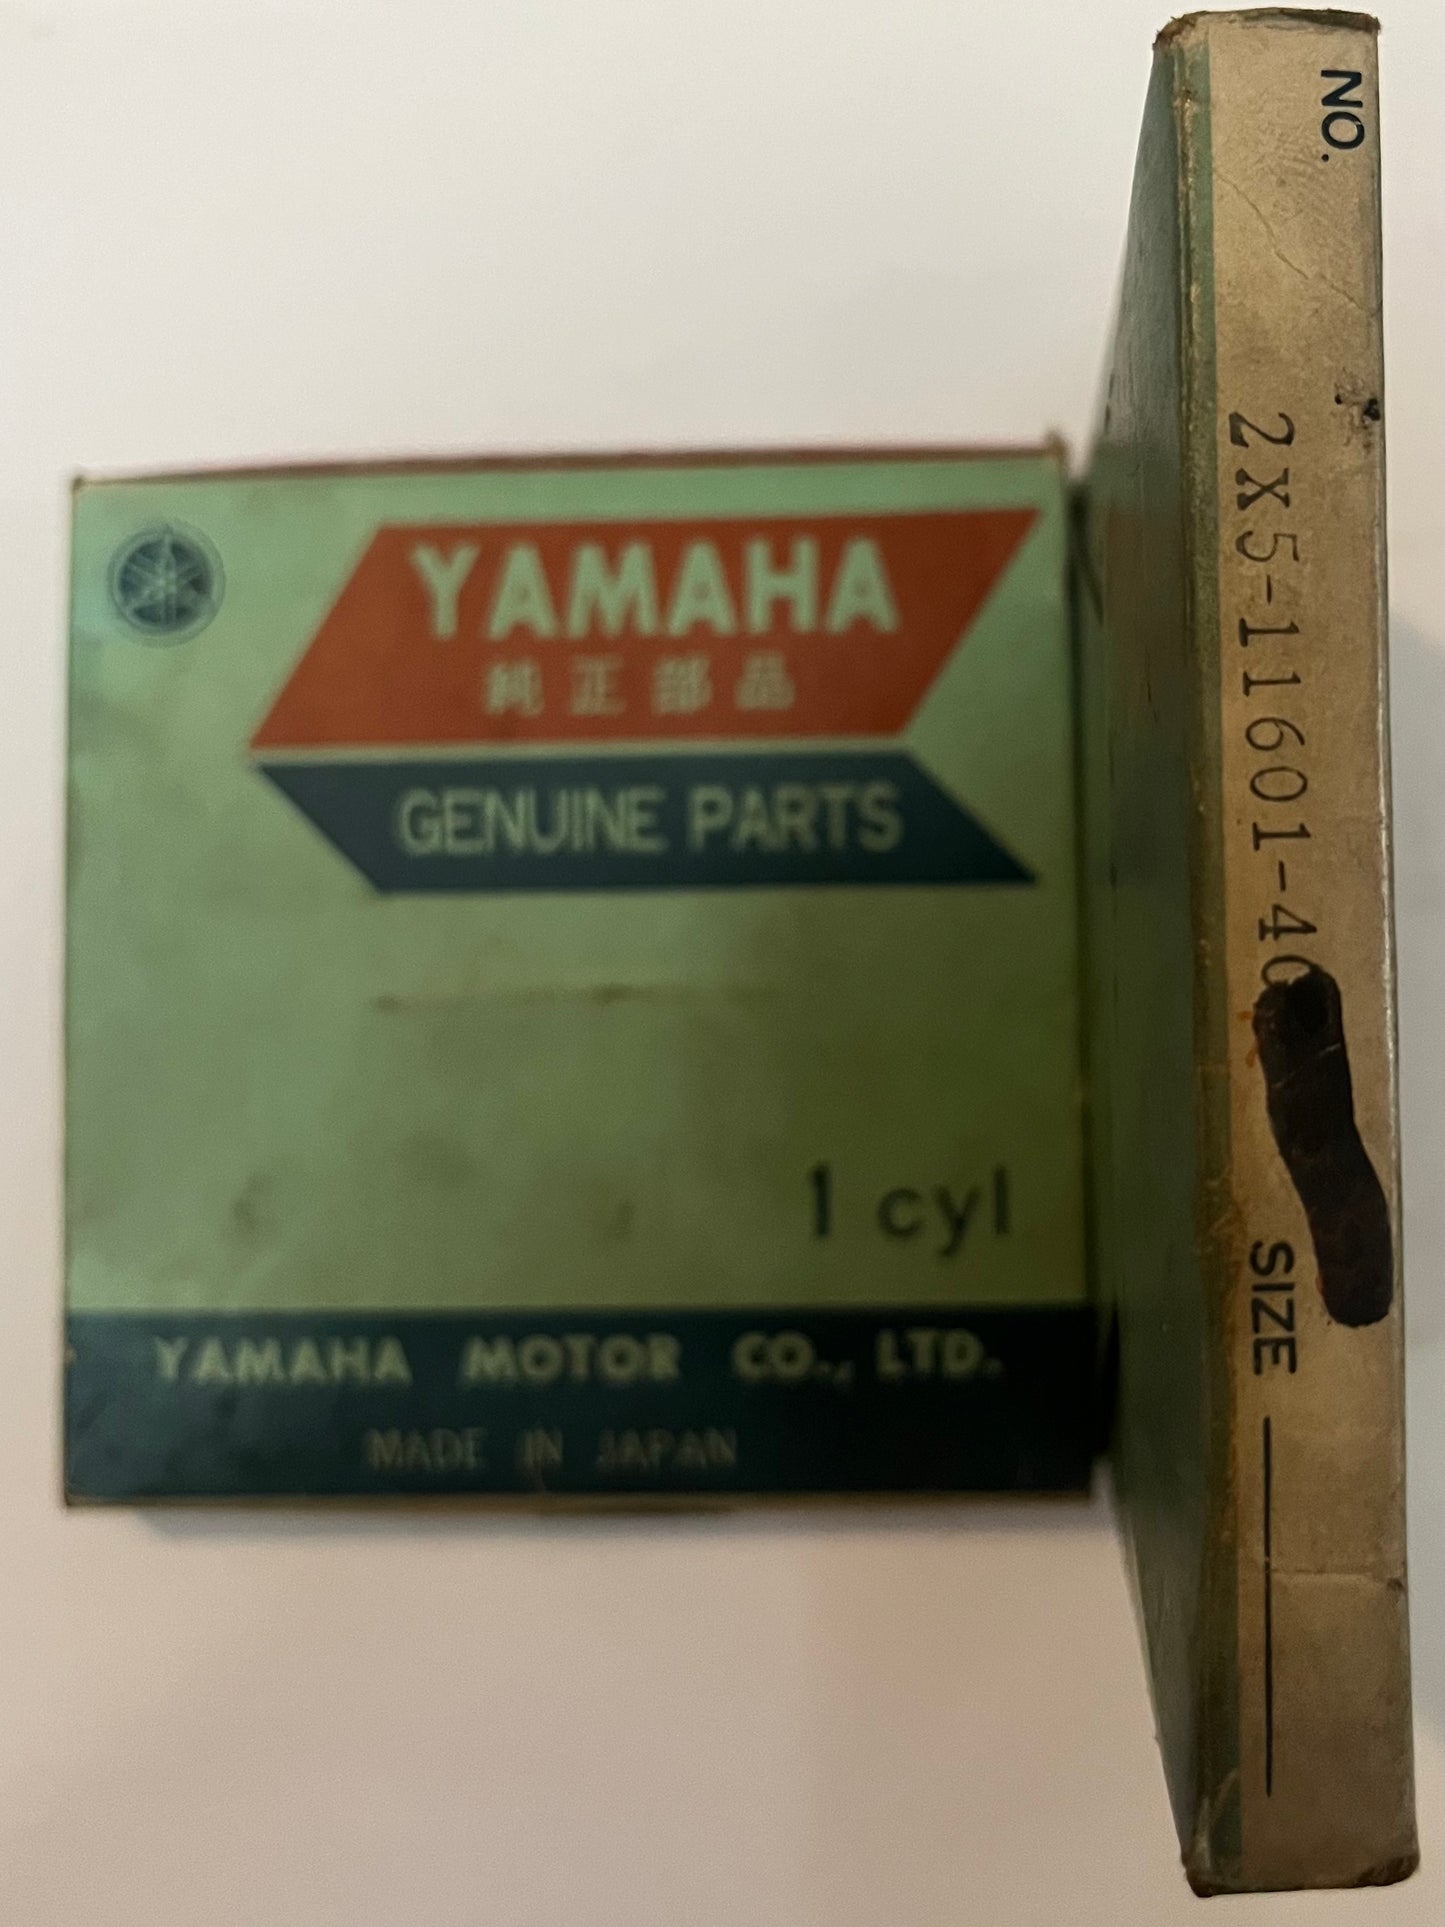 YAMAHA
純正部品
GENUINE PARTS
1 cyl
YAMAHA MOTOR CO., LTD.
MADE IN JAPAN
NO.
2X5-11601-40
SIZE